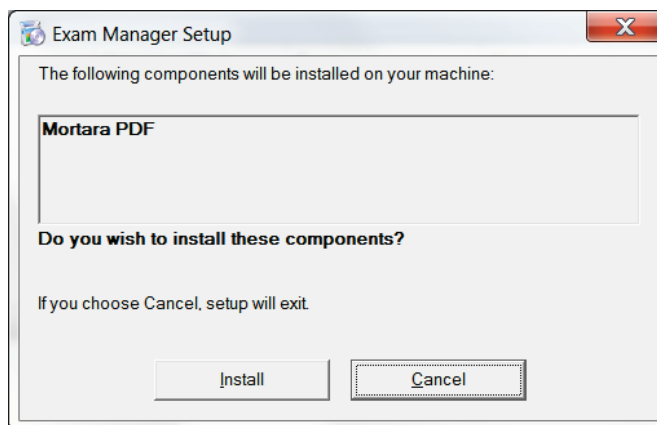 Exam Manager Setup
The following components will be installed on your machine:
Mortara PDF
Do you wish to install these components?
If you choose Cancel, setup will exit.
Install
Cancel